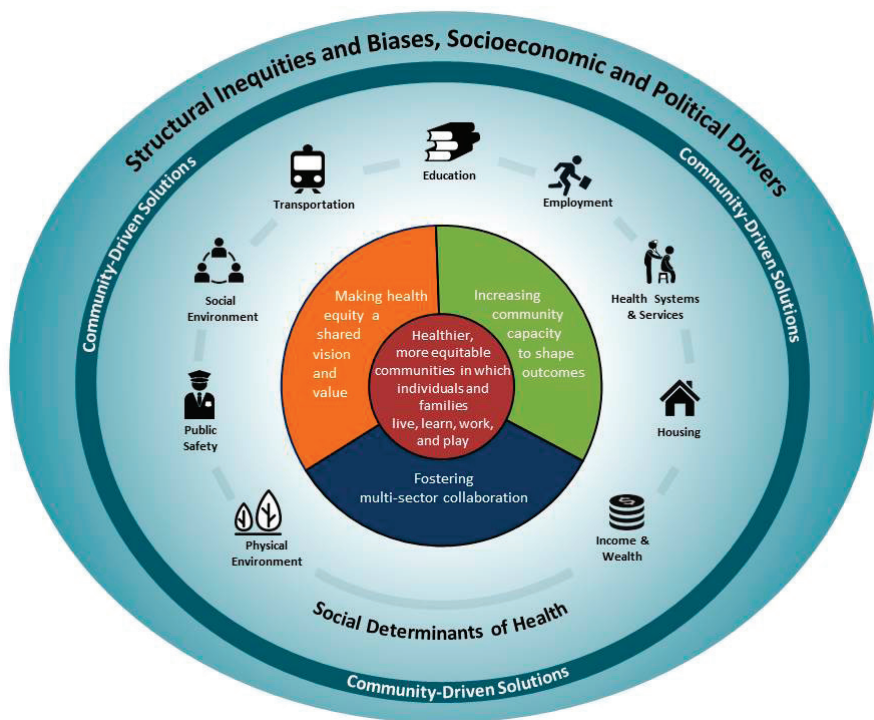 Structural Inequities and Biases, Socioeconomic and Political Drivers
Community-Driven Solutions
Community-Driven Solutions
Education
Transportation
Employment
Social
Environment
Health Systems
& Services
Public
Safety
Housing
Physical
Environment
Income &
Wealth
Making health
equity a
shared
vision
and
value
Increasing
community
capacity
to shape
outcomes
Healthier,
more equitable
communities in which
individuals and
families
live, learn, work,
and play
Fostering
multi-sector collaboration
Social Determinants of Health
Community-Driven Solutions